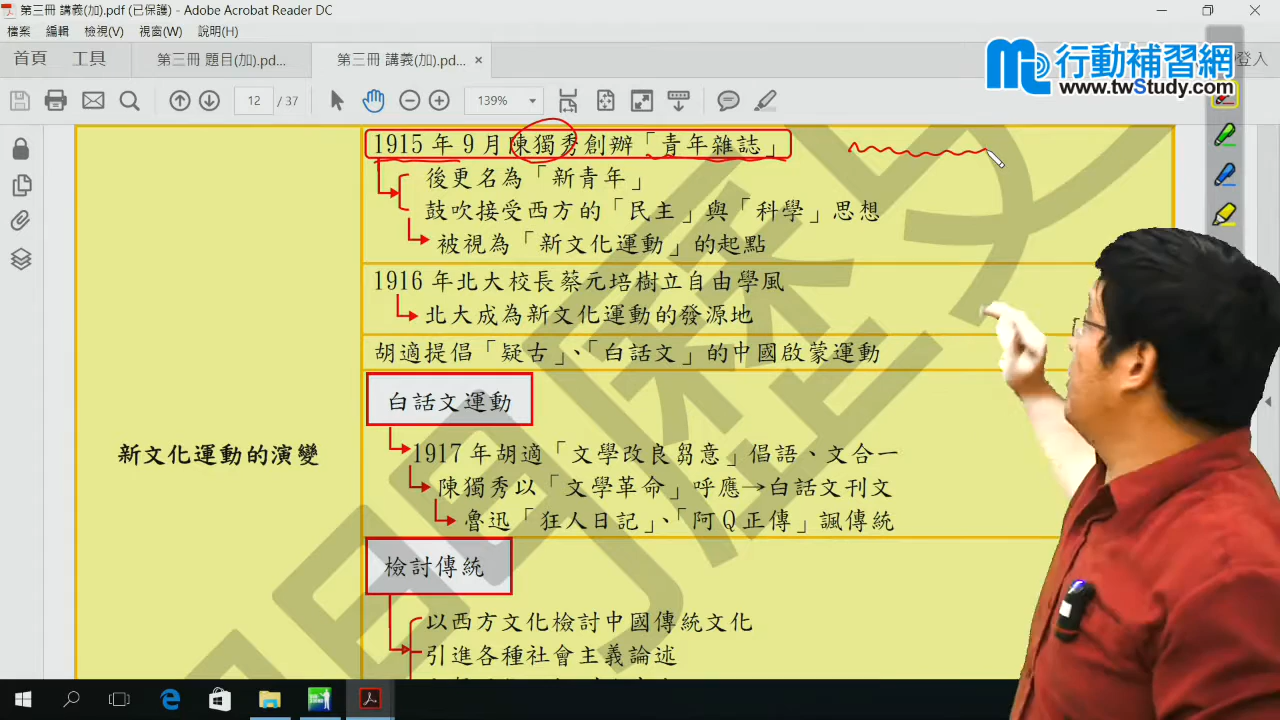 第三冊 講義(加).pdf (已保護) - Adobe Acrobat Reader DC
檔案 編輯 檢視(V) 視窗(W) 說明(H)
首頁 工具 第三冊 題目(加).pd... 第三冊 講義(加).pd... × 登入
行動補習網
www.twStudy.com
12 / 37 139%
1915 年 9 月陳獨秀創辦「青年雜誌」
後更名為「新青年」
鼓吹接受西方的「民主」與「科學」思想
被視為「新文化運動」的起點
1916 年北大校長蔡元培樹立自由學風
北大成為新文化運動的發源地
胡適提倡「疑古」、「白話文」的中國啟蒙運動
白話文運動
新文化運動的演變
1917 年胡適「文學改良芻意」倡語、文合一
陳獨秀以「文學革命」呼應→白話文刊文
魯迅「狂人日記」、「阿Q正傳」諷傳統
檢討傳統
以西方文化檢討中國傳統文化
引進各種社會主義論述